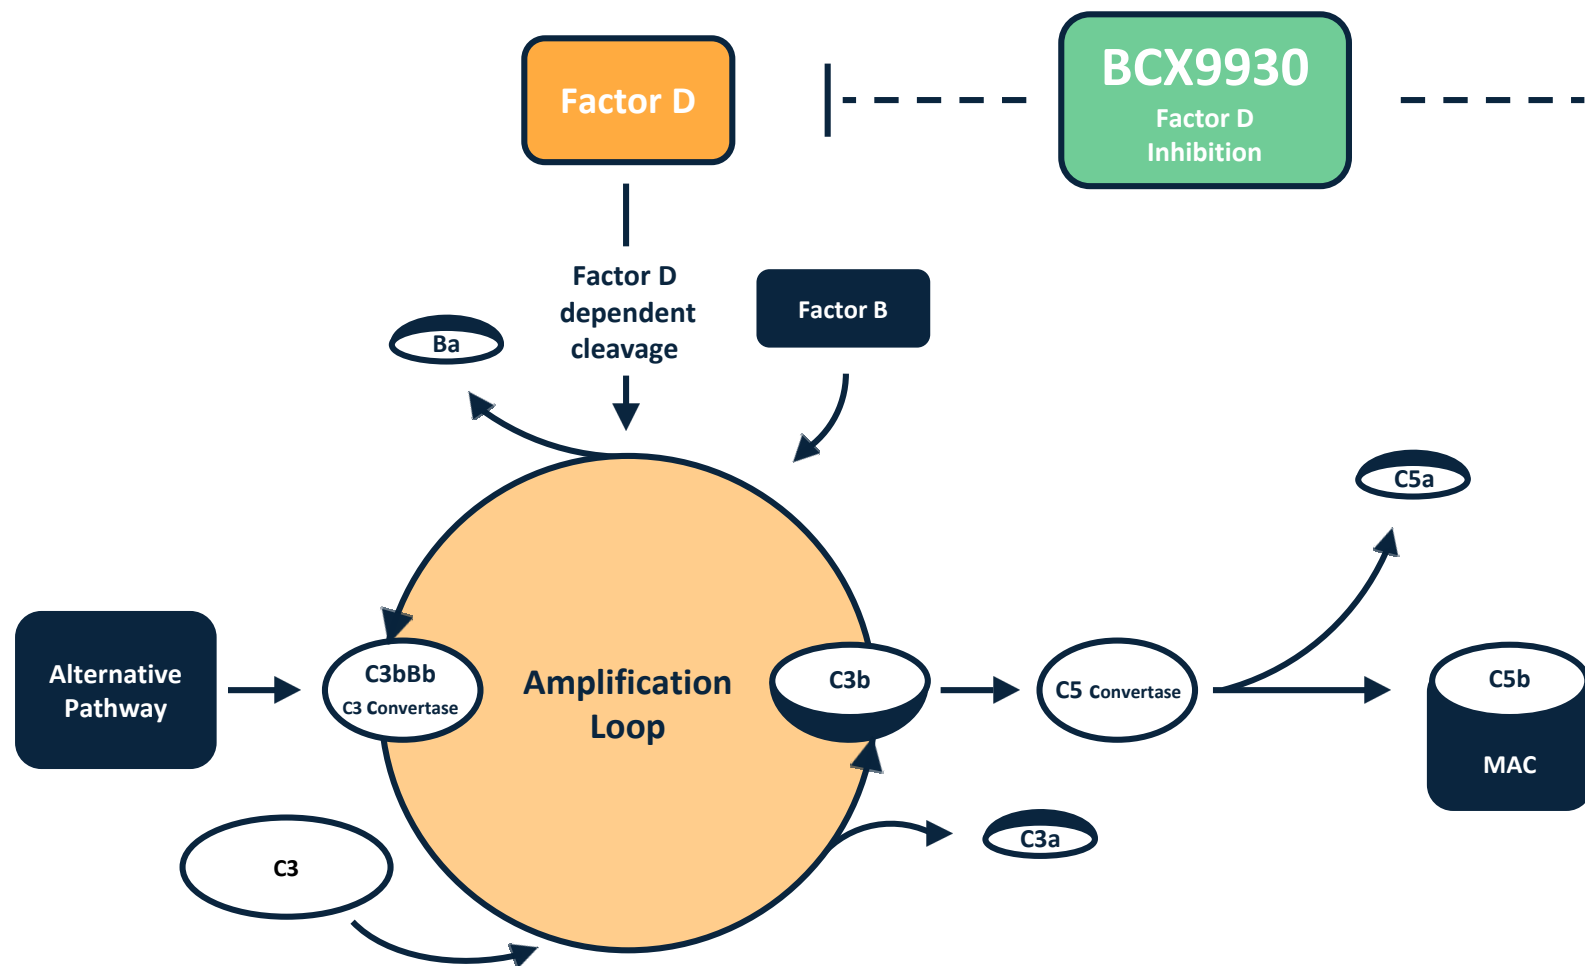 Factor D
BCX9930
Factor D
Inhibition
Factor D
dependent
cleavage
Factor B
Ba
C5a
Alternative
Pathway
C3bBb
C3 Convertase
Amplification
Loop
C3b
C5 Convertase
C5b
MAC
C3a
C3